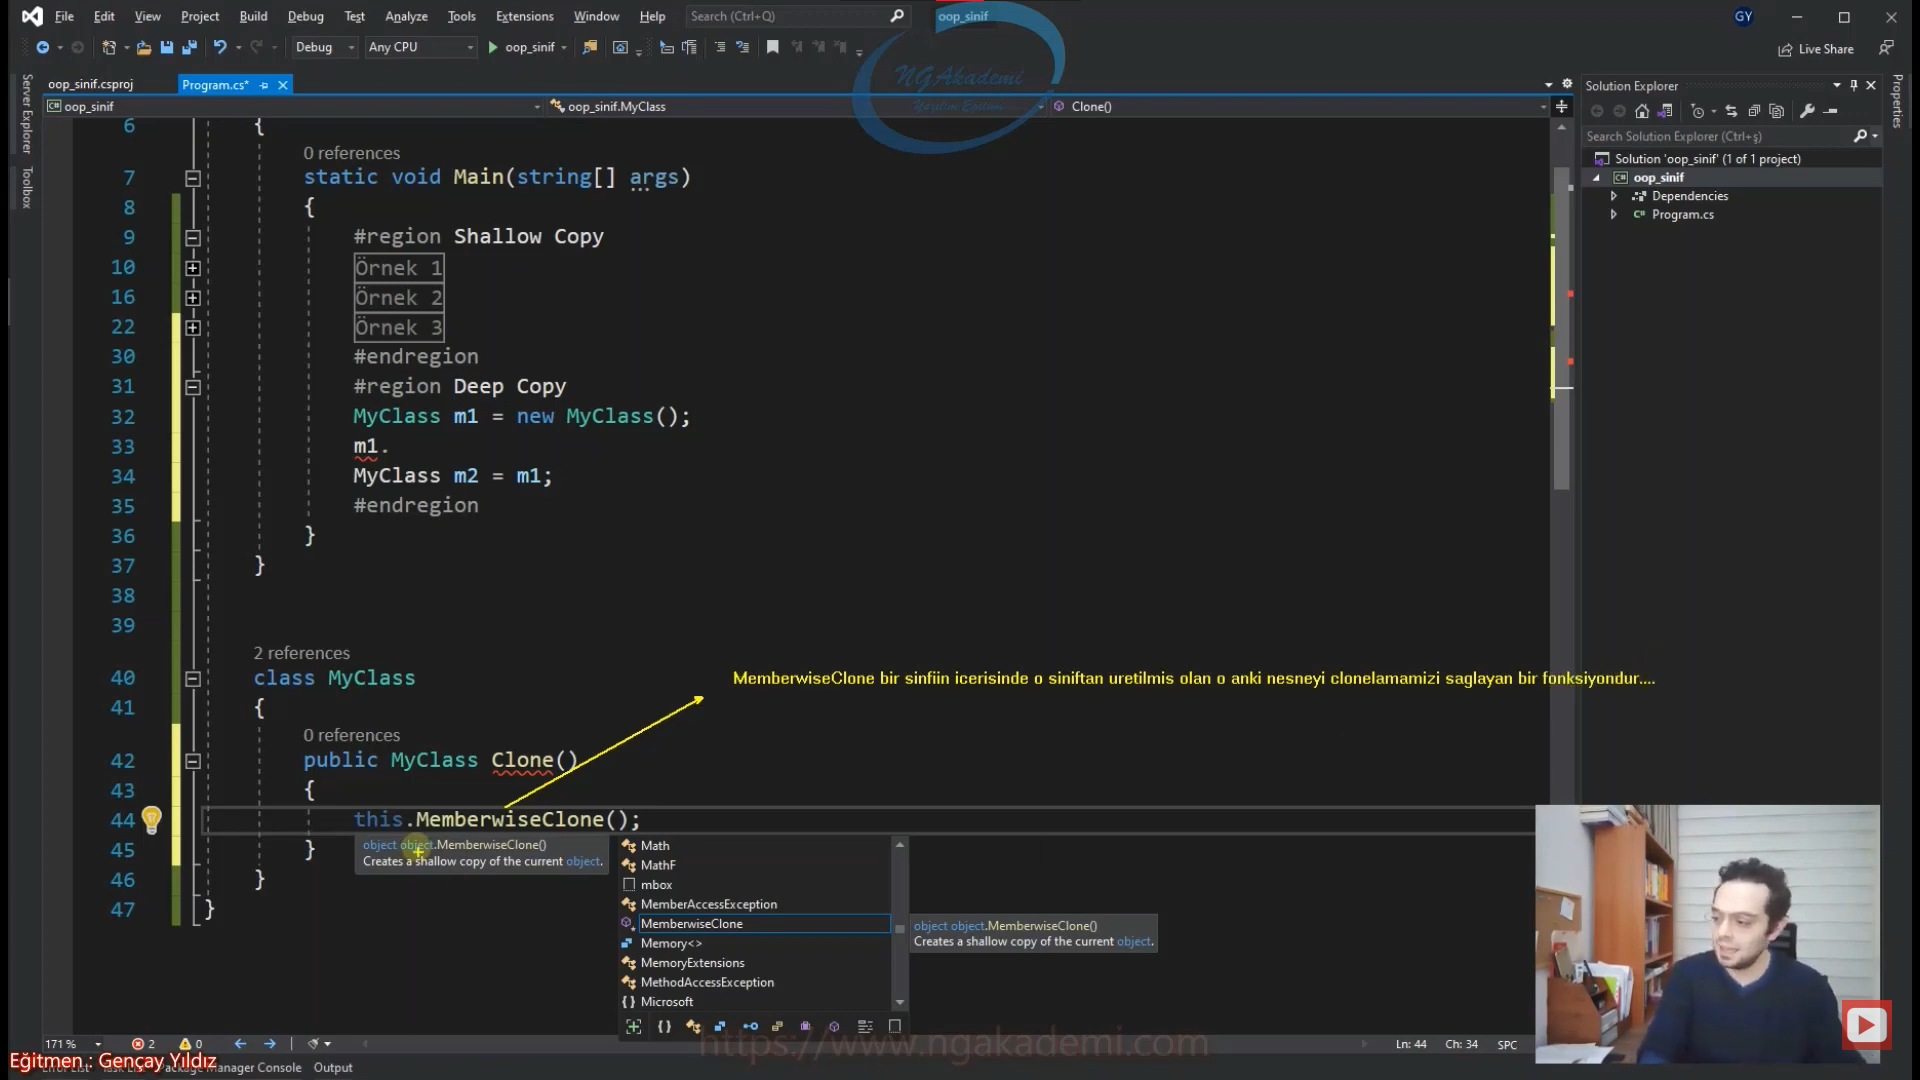 File Edit View Project Build Debug Test Analyze Tools Extensions Window Help Search (Ctrl+Q) oop_sinif GY
Debug Any CPU oop_sinif Live Share
NGAkademi
Yazılım Eğitimi
Server Explorer
Toolbox
Properties
oop_sinif.csproj Program.cs*
oop_sinif oop_sinif.MyClass Clone()
Solution Explorer
Search Solution Explorer (Ctrl+ş)
Solution 'oop_sinif' (1 of 1 project)
oop_sinif
Dependencies
Program.cs
6 {
0 references
7 static void Main(string[] args)
8 {
9 #region Shallow Copy
10 Örnek 1
16 Örnek 2
22 Örnek 3
30 #endregion
31 #region Deep Copy
32 MyClass m1 = new MyClass();
33 m1.
34 MyClass m2 = m1;
35 #endregion
36 }
37 }
38
39
2 references
40 class MyClass
MemberwiseClone bir sinfiin icerisinde o siniftan uretilmis olan o anki nesneyi clonelamamizi saglayan bir fonksiyondur....
41 {
0 references
42 public MyClass Clone()
43 {
44 this.MemberwiseClone();
45 }
46 }
47 }
object object.MemberwiseClone()
Creates a shallow copy of the current object.
Math
MathF
mbox
MemberAccessException
MemberwiseClone
Memory<>
MemoryExtensions
MethodAccessException
Microsoft
object object.MemberwiseClone()
Creates a shallow copy of the current object.
171 % 2 0 Ln: 44 Ch: 34 SPC
https://www.ngakademi.com
Eğitmen : Gençay Yıldız
Package Manager Console Output